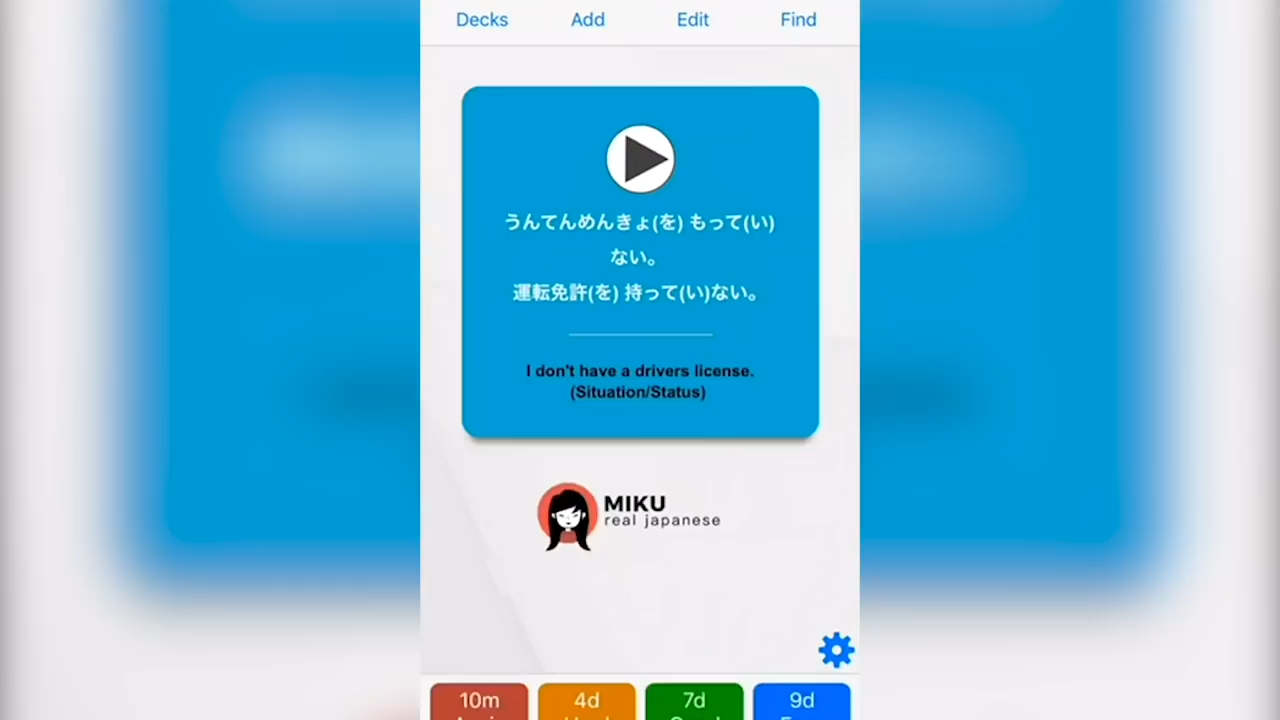 Decks Add Edit Find
うんてんめんきょ(を) もって(い)
ない。
運転免許(を) 持って(い)ない。
I don't have a drivers license.
(Situation/Status)
MIKU
real japanese
10m 4d 7d 9d